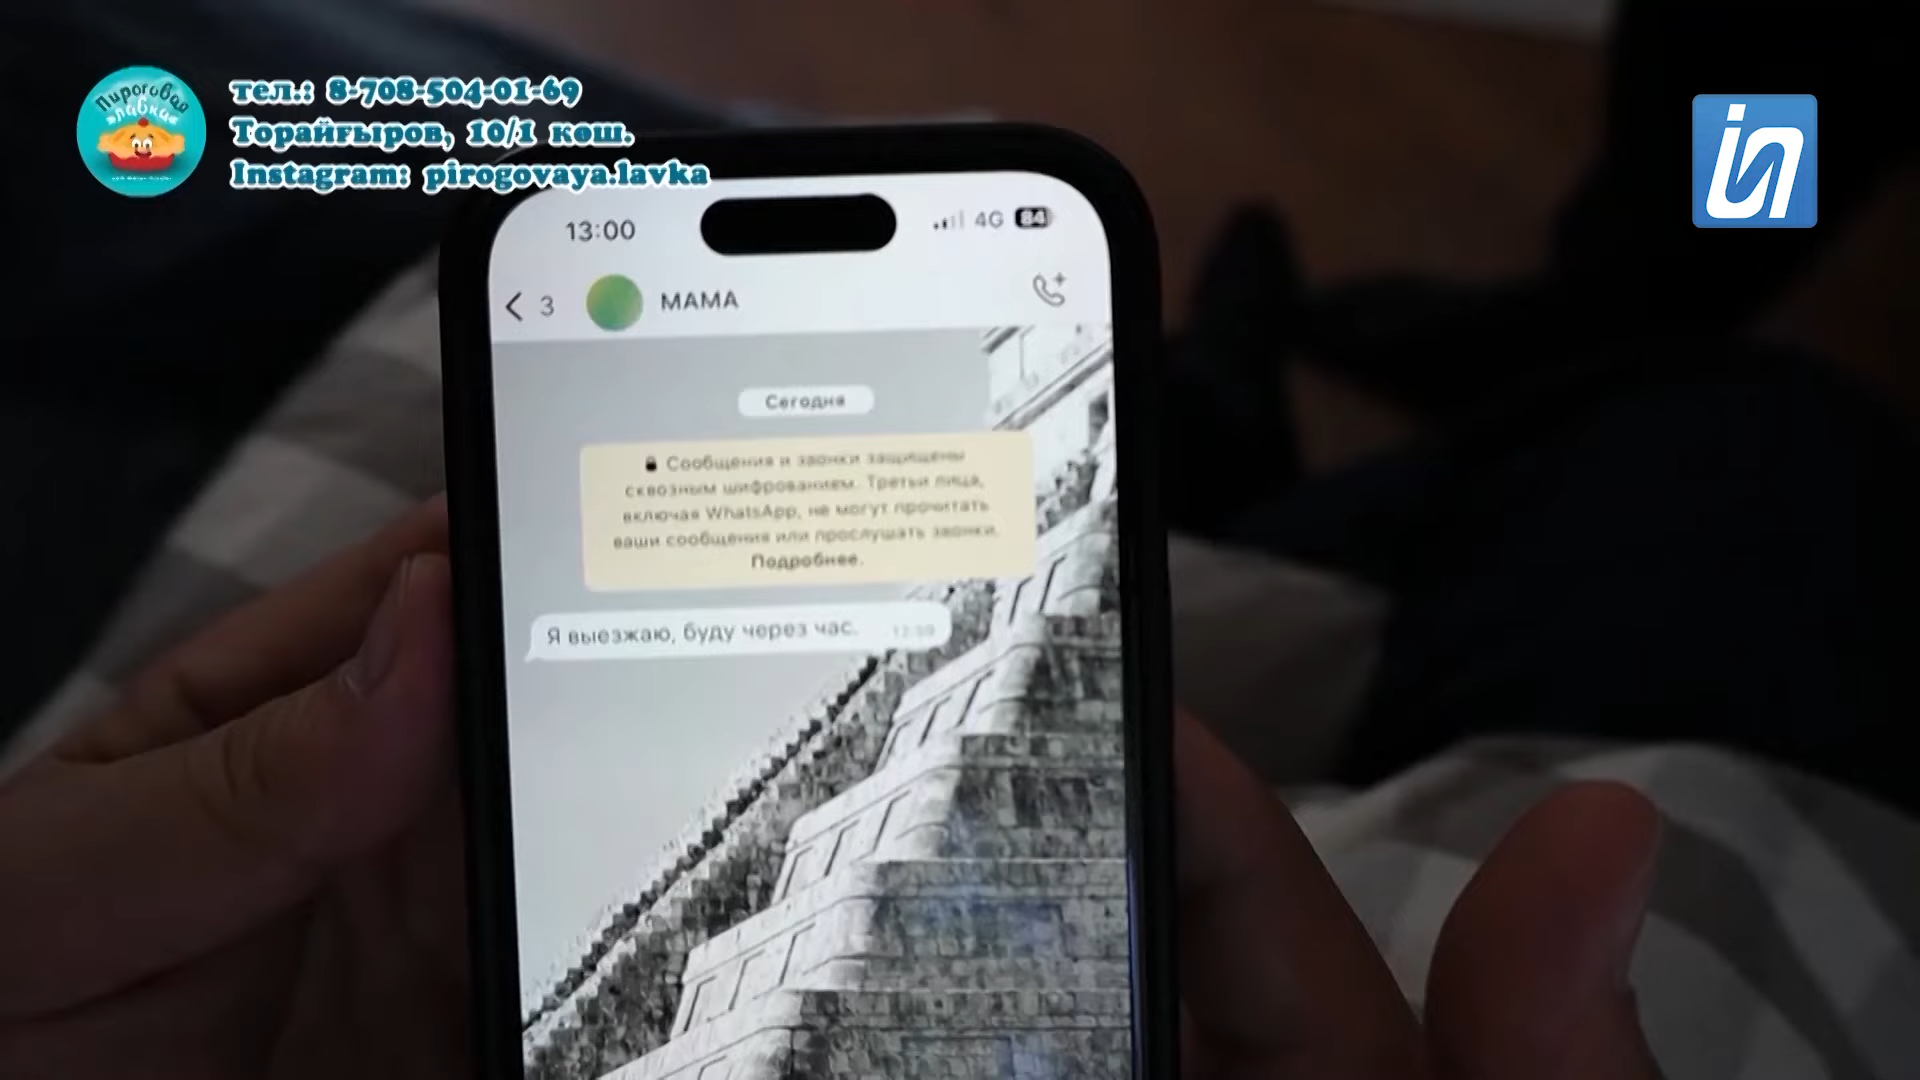 Пироговая
лавка
тел.: 8-708-504-01-69
Торайғыров, 10/1 көш.
Instagram: pirogovaya.lavka
in
13:00
4G 84
3 МАМА
Сегодня
Сообщения и звонки защищены
сквозным шифрованием. Третьи лица,
включая WhatsApp, не могут прочитать
ваши сообщения или прослушать звонки.
Подробнее.
Я выезжаю, буду через час.